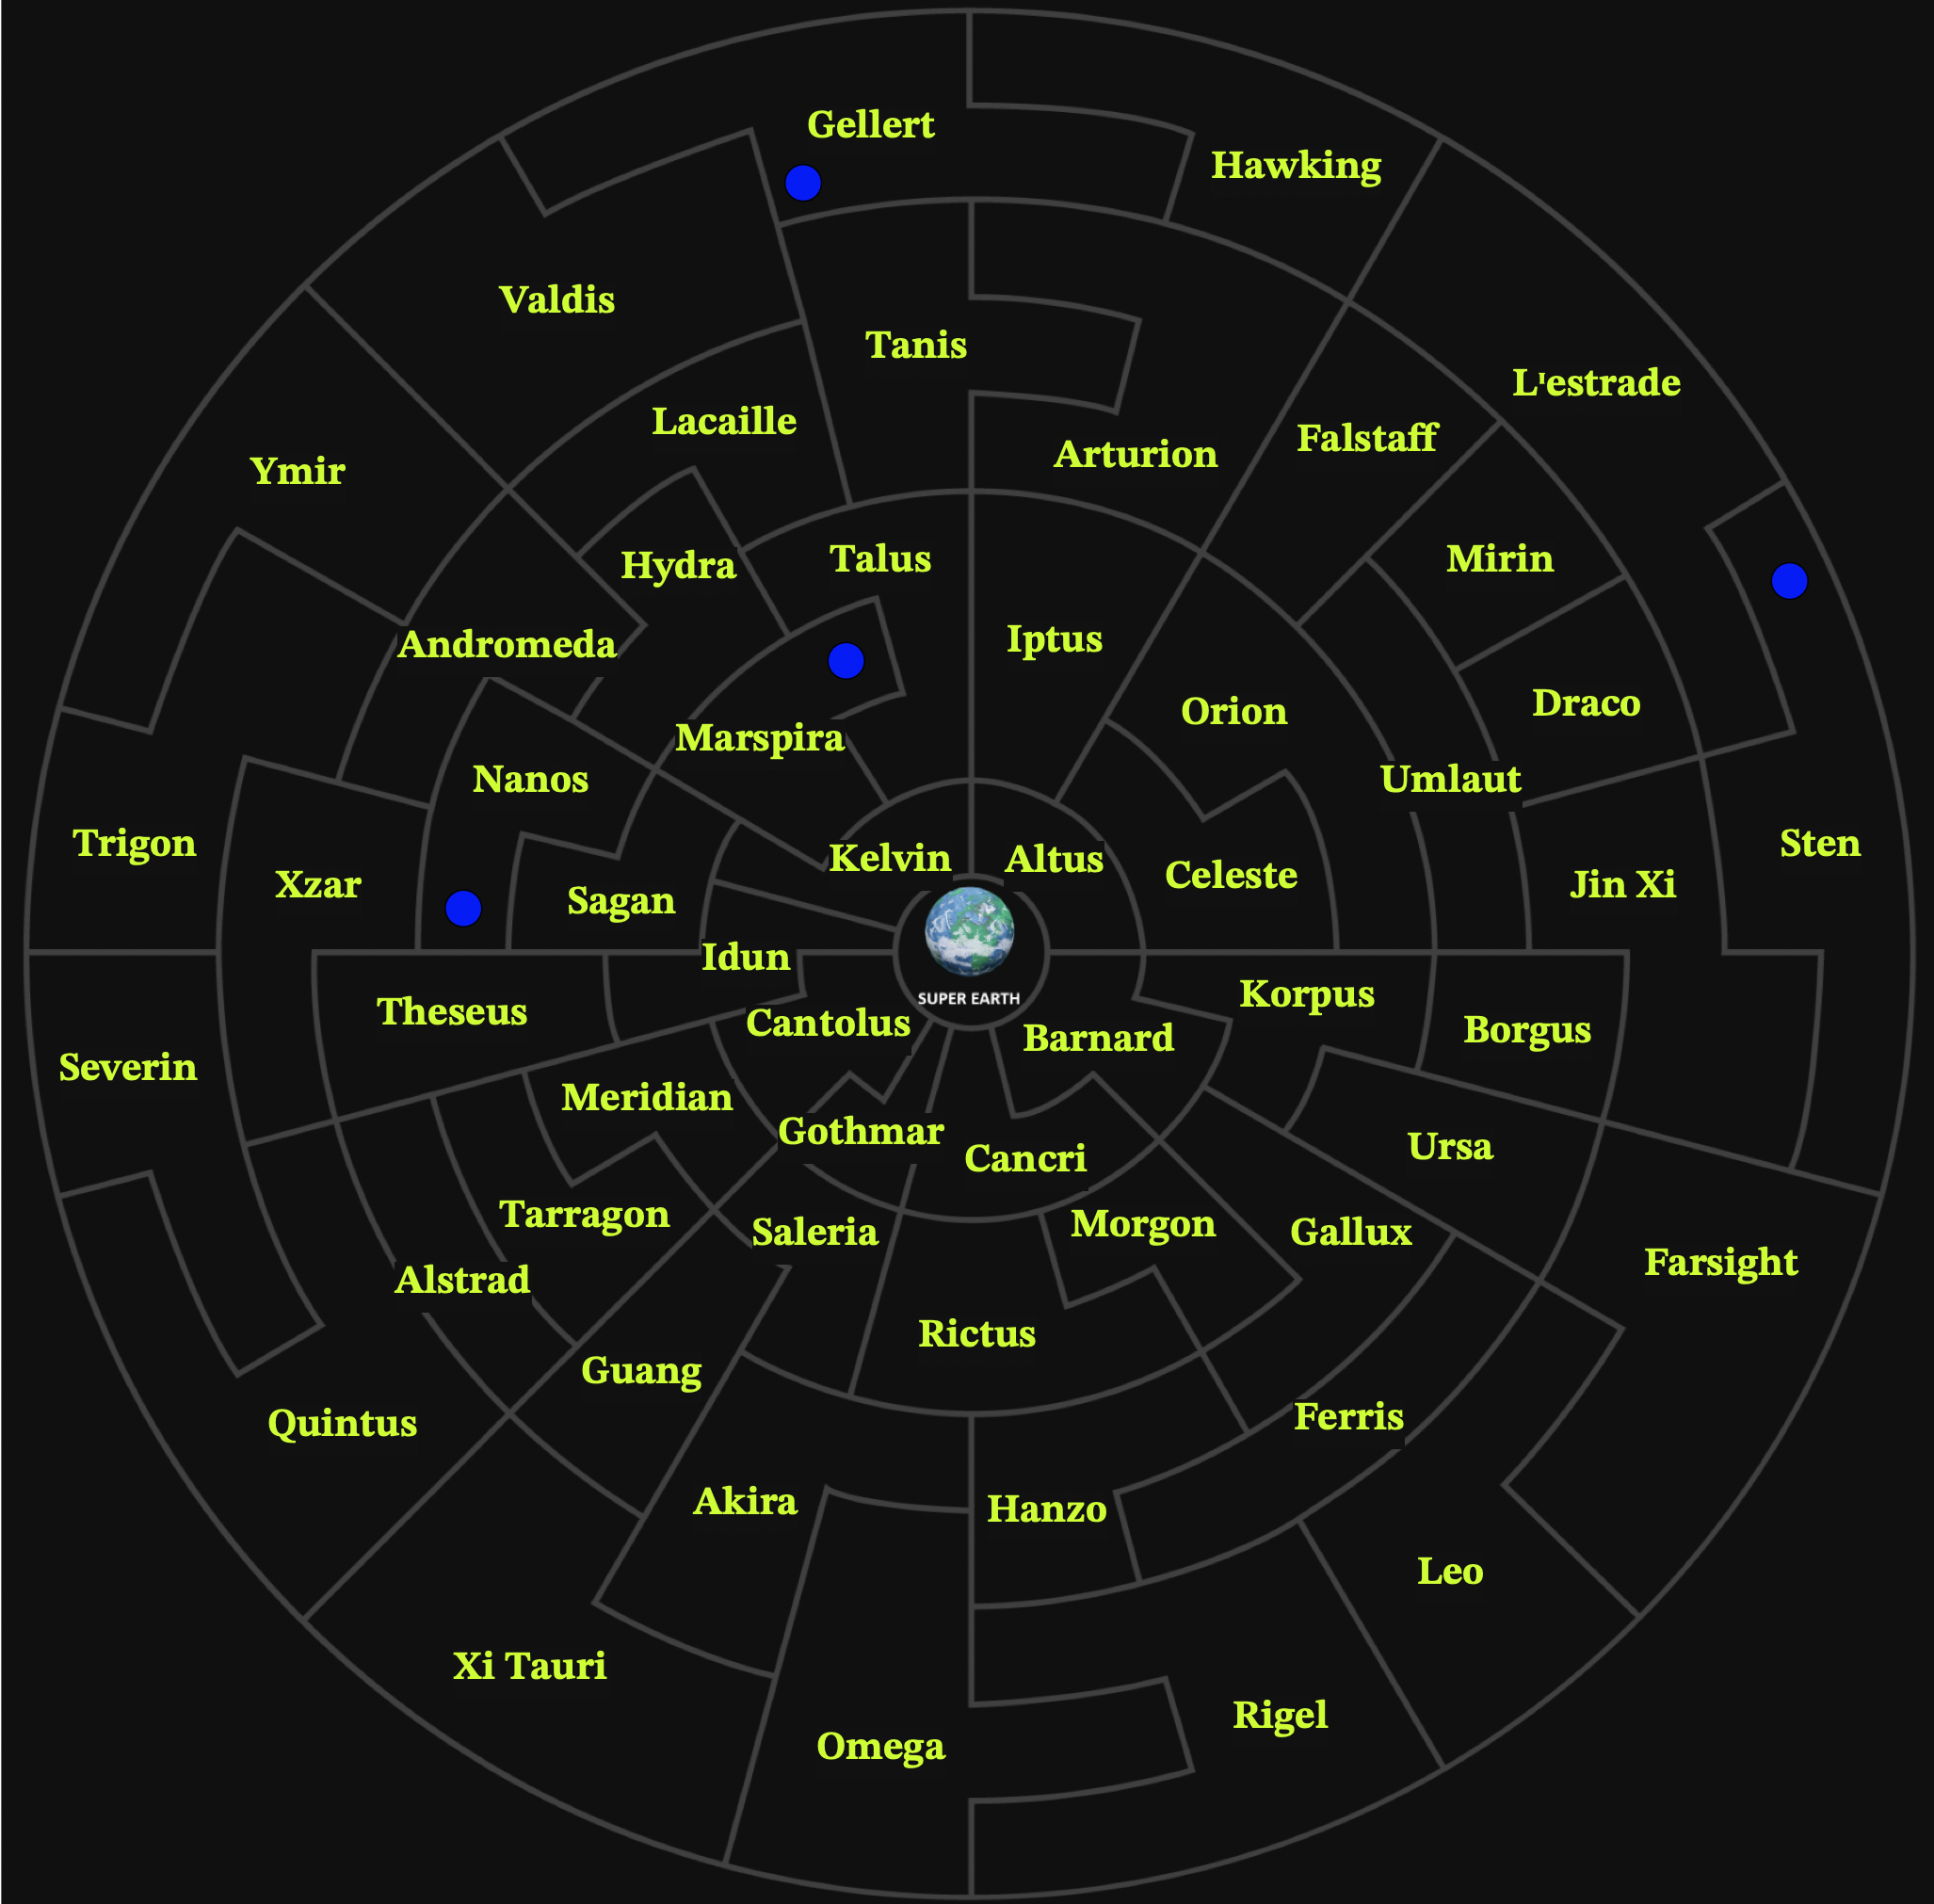 Gellert
Hawking
Valdis
Tanis
L'estrade
Lacaille
Falstaff
Arturion
Ymir
Hydra
Talus
Mirin
Andromeda
Iptus
Draco
Orion
Marspira
Nanos
Umlaut
Trigon
Sten
Kelvin
Altus
Celeste
Xzar
Jin Xi
Sagan
Idun
SUPER EARTH
Korpus
Theseus
Cantolus
Borgus
Barnard
Severin
Meridian
Gothmar
Ursa
Cancri
Tarragon
Morgon
Saleria
Gallux
Farsight
Alstrad
Rictus
Guang
Ferris
Quintus
Akira
Hanzo
Leo
Xi Tauri
Rigel
Omega